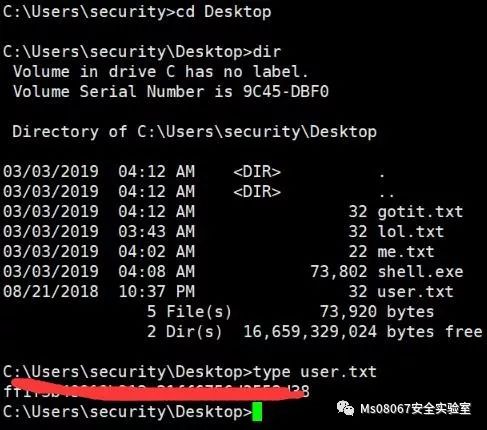 C:\Users\security>cd Desktop
C:\Users\security\Desktop>dir
Volume in drive C has no label.
Volume Serial Number is 9C45-DBF0
Directory of C:\Users\security\Desktop
03/03/2019 04:12 AM <DIR> .
03/03/2019 04:12 AM <DIR> ..
03/03/2019 04:12 AM 32 gotit.txt
03/03/2019 03:43 AM 32 lol.txt
03/03/2019 04:02 AM 22 me.txt
03/03/2019 04:08 AM 73,802 shell.exe
08/21/2018 10:37 PM 32 user.txt
5 File(s) 73,920 bytes
2 Dir(s) 16,659,329,024 bytes free
C:\Users\security\Desktop>type user.txt
C:\Users\security\Desktop>
Ms08067安全实验室